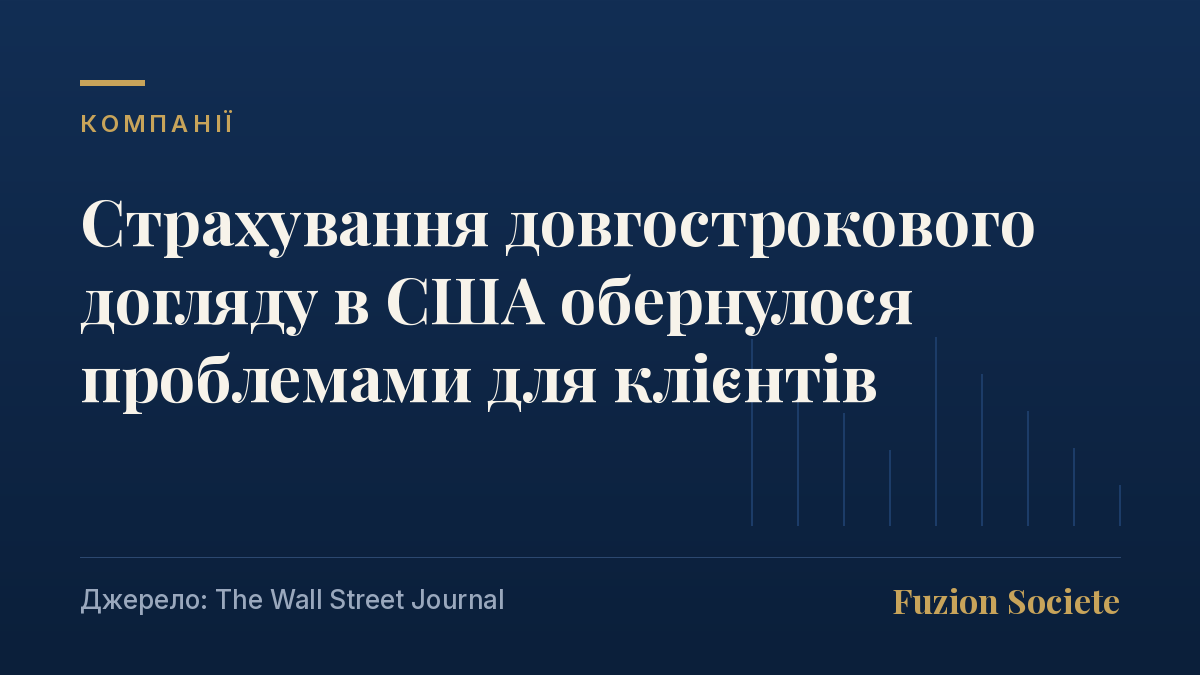 КОМПАНІЇ
Страхування довгострокового
догляду в США обернулося
проблемами для клієнтів
Джерело: The Wall Street Journal
Fuzion Societe